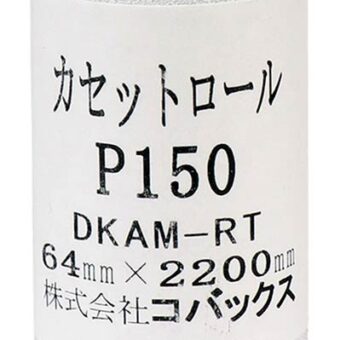 カセットロール
P150
DKAM-RT
64mm×2200mm
株式会社コバックス